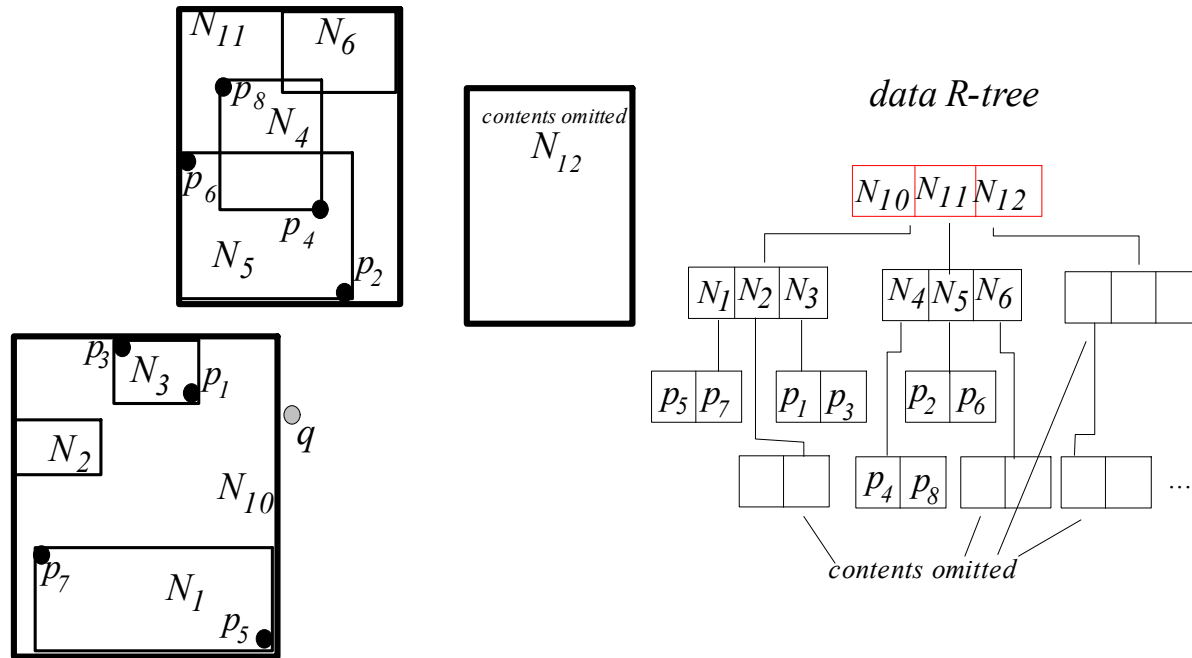 N11 N6
p8
N4
p6
p4
N5
p2
contents omitted
N12
p3
N3
p1
N2
q
N10
p7
N1
p5
data R-tree
N10 N11 N12
N1 N2 N3
N4 N5 N6
p5 p7
p1 p3
p2 p6
p4 p8
...
contents omitted